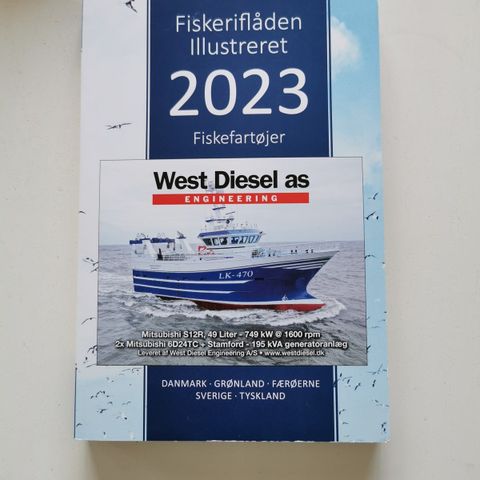 Fiskeriflåden
Illustreret
2023
Fiskefartøjer
West Diesel as
ENGINEERING
LK-470
Mitsubishi S12R, 49 Liter - 749 kW @ 1600 rpm
2x Mitsubishi 6D24TC + Stamford - 195 kVA generatoranlæg
Leveret af West Diesel Engineering A/S • www.westdiesel.dk
DANMARK · GRØNLAND · FÆRØERNE
SVERIGE · TYSKLAND